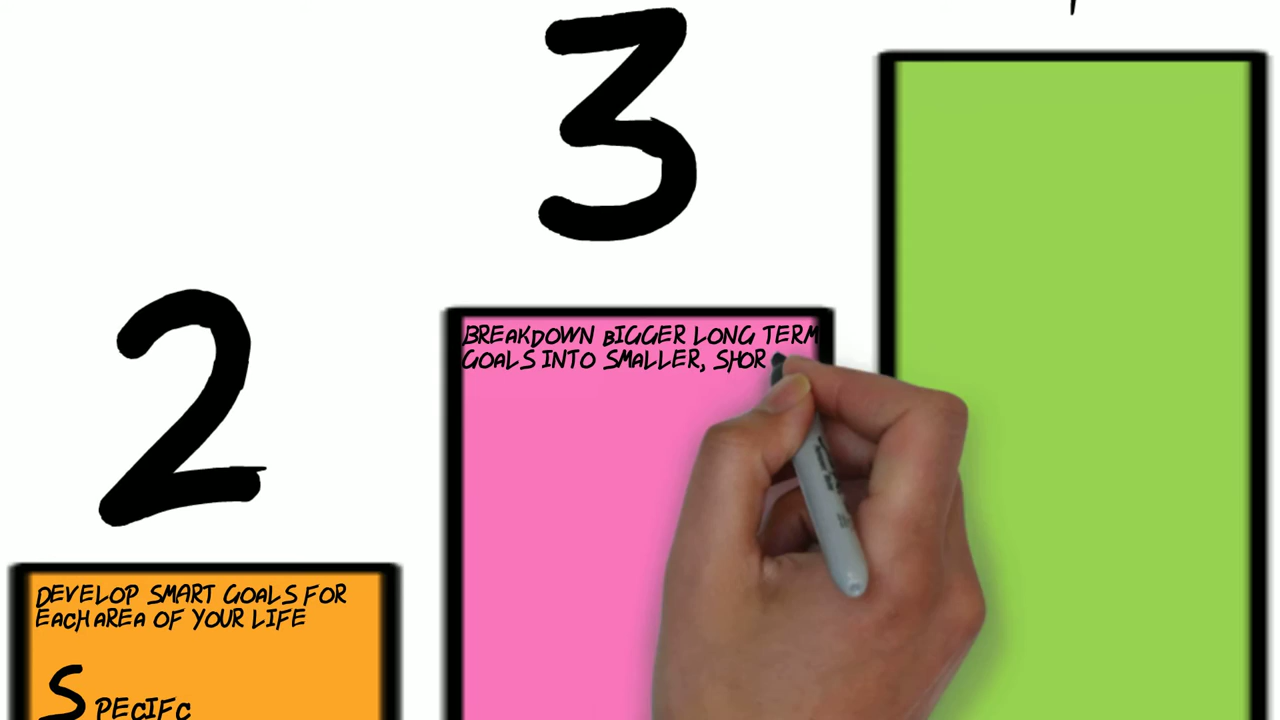 3
2
BREAKDOWN BIGGER LONG TERM
GOALS INTO SMALLER, SHOR
DEVELOP SMART GOALS FOR
EACH AREA OF YOUR LIFE
SPECIFC